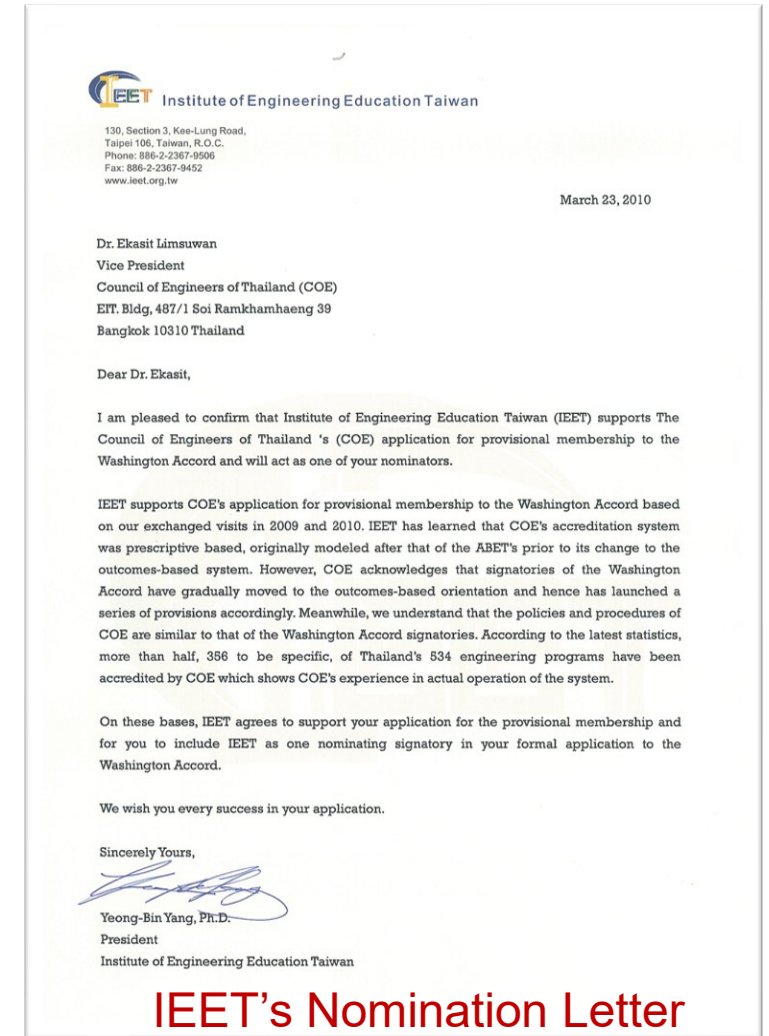 IEET Institute of Engineering Education Taiwan
130, Section 3, Kee-Lung Road,
Taipei 106, Taiwan, R.O.C.
Phone: 886-2-2367-9506
Fax: 886-2-2367-9452
www.ieet.org.tw
March 23, 2010
Dr. Ekasit Limsuwan
Vice President
Council of Engineers of Thailand (COE)
EIT. Bldg, 487/1 Soi Ramkhamhaeng 39
Bangkok 10310 Thailand
Dear Dr. Ekasit,
I am pleased to confirm that Institute of Engineering Education Taiwan (IEET) supports The
Council of Engineers of Thailand 's (COE) application for provisional membership to the
Washington Accord and will act as one of your nominators.
IEET supports COE's application for provisional membership to the Washington Accord based
on our exchanged visits in 2009 and 2010. IEET has learned that COE's accreditation system
was prescriptive based, originally modeled after that of the ABET's prior to its change to the
outcomes-based system. However, COE acknowledges that signatories of the Washington
Accord have gradually moved to the outcomes-based orientation and hence has launched a
series of provisions accordingly. Meanwhile, we understand that the policies and procedures of
COE are similar to that of the Washington Accord signatories. According to the latest statistics,
more than half, 356 to be specific, of Thailand's 534 engineering programs have been
accredited by COE which shows COE's experience in actual operation of the system.
On these bases, IEET agrees to support your application for the provisional membership and
for you to include IEET as one nominating signatory in your formal application to the
Washington Accord.
We wish you every success in your application.
Sincerely Yours,
Yeong-Bin Yang, Ph.D.
President
Institute of Engineering Education Taiwan
IEET's Nomination Letter